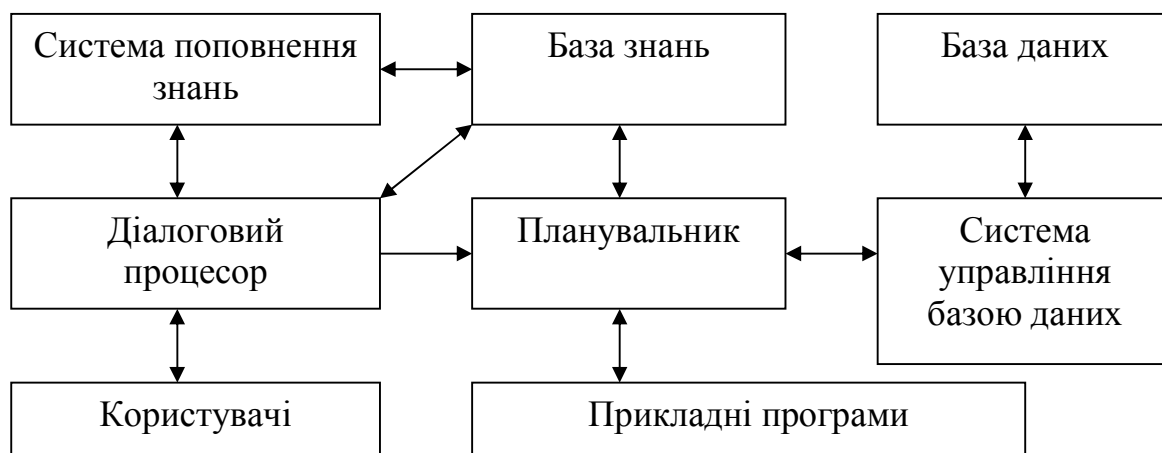 Система поповнення
знань
База знань
База даних
Діалоговий
процесор
Планувальник
Система
управління
базою даних
Користувачі
Прикладні програми